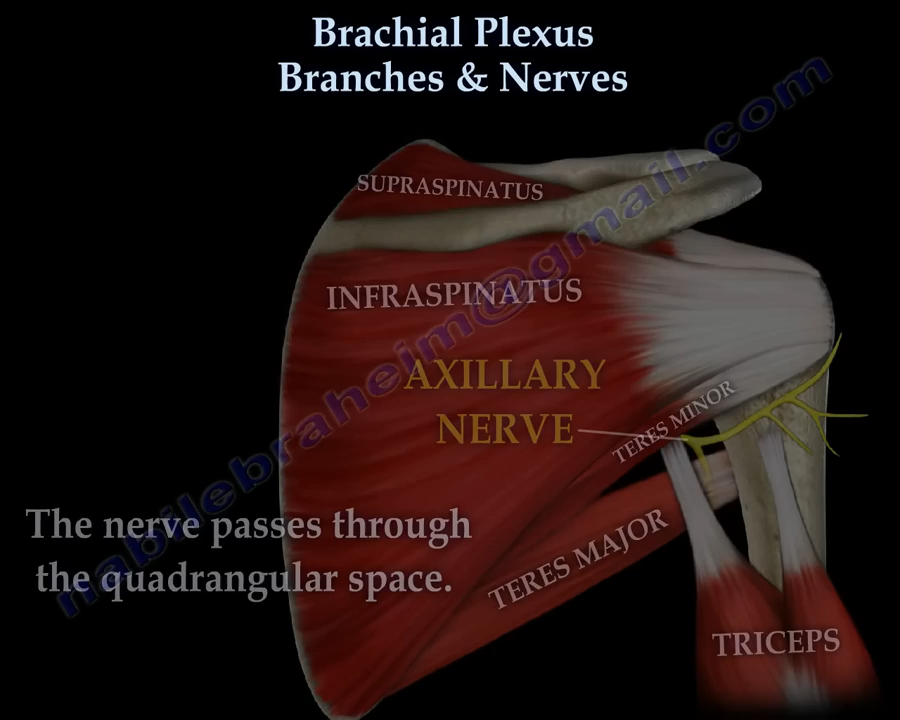 Brachial Plexus
Branches & Nerves
SUPRASPINATUS
INFRASPINATUS
AXILLARY
NERVE
TERES MINOR
The nerve passes through
the quadrangular space.
TERES MAJOR
TRICEPS
nabilebraheim@gmail.com